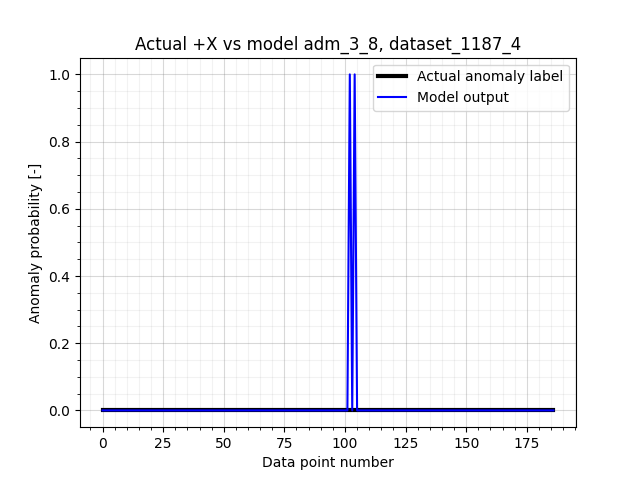 Actual +X vs model adm_3_8, dataset_1187_4
Actual anomaly label
Model output
Anomaly probability [-]
1.0
0.8
0.6
0.4
0.2
0.0
0 25 50 75 100 125 150 175
Data point number